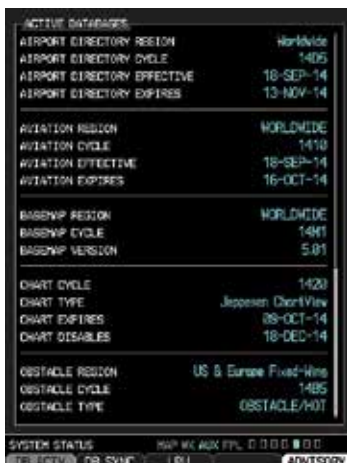 ACTIVE DATABASES
AIRPORT DIRECTORY REGION Worldwide
AIRPORT DIRECTORY CYCLE 14D5
AIRPORT DIRECTORY EFFECTIVE 18-SEP-14
AIRPORT DIRECTORY EXPIRES 13-NOV-14
AVIATION REGION WORLDWIDE
AVIATION CYCLE 1410
AVIATION EFFECTIVE 18-SEP-14
AVIATION EXPIRES 16-OCT-14
BASEMAP REGION WORLDWIDE
BASEMAP CYCLE 14M1
BASEMAP VERSION 5.01
CHART CYCLE 1420
CHART TYPE Jeppesen ChartView
CHART EXPIRES 09-OCT-14
CHART DISABLES 18-DEC-14
OBSTACLE REGION US & Europe Fixed-Wing
OBSTACLE CYCLE 14B5
OBSTACLE TYPE OBSTACLE/HOT
SYSTEM STATUS MAP WX AUX FPL
DB SYNC LRU ADVISORY